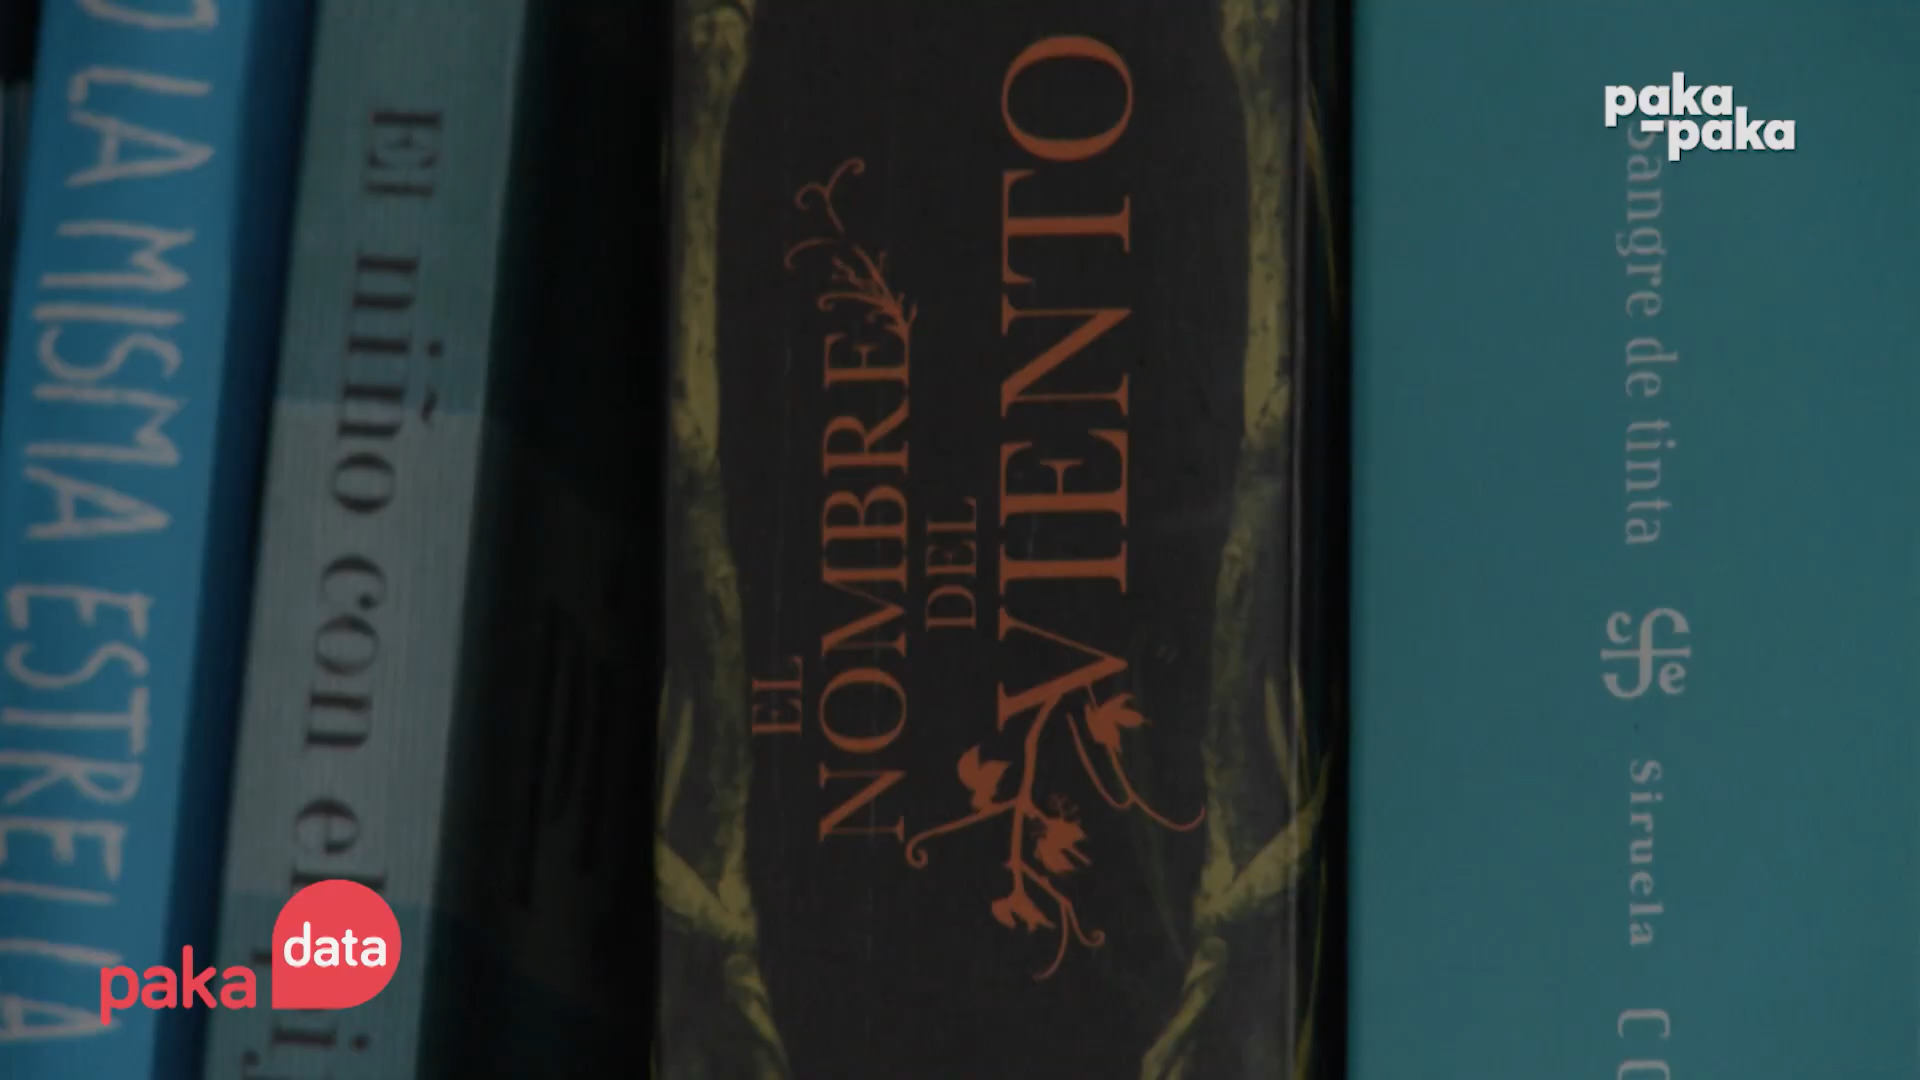 LA MISMA ESTRELLA
El niño con el
EL
NOMBRE
DEL
VIENTO
Sangre de tinta
siruela
paka
-paka
paka
data